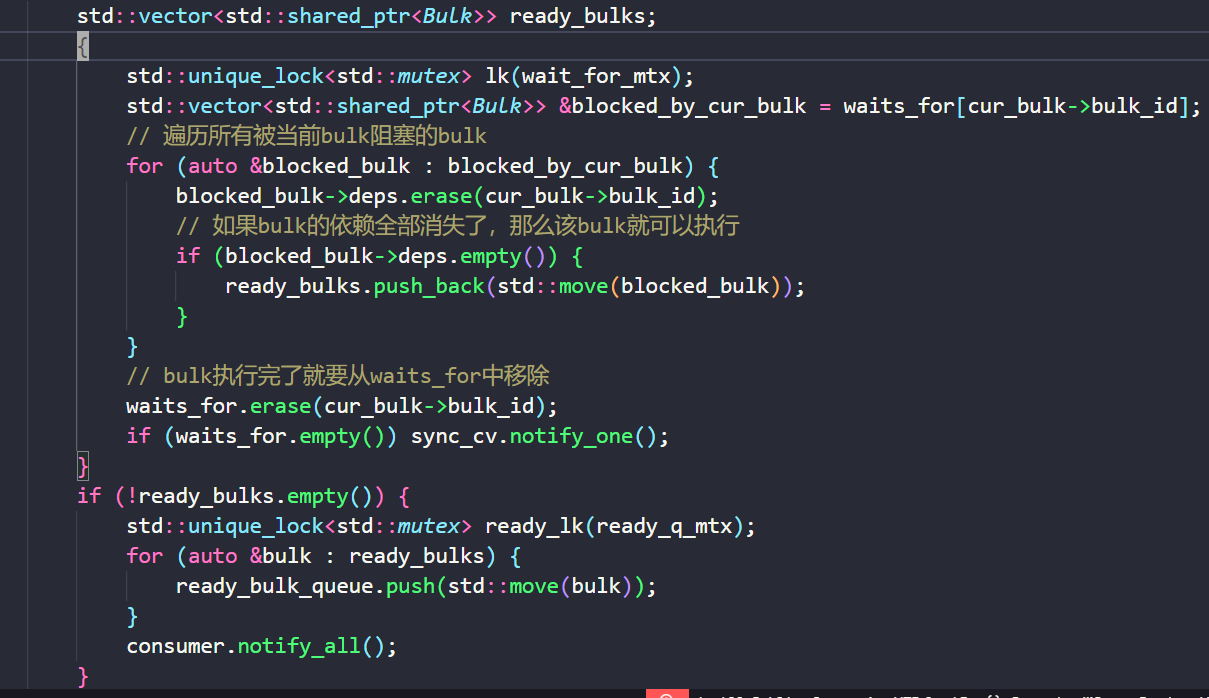 std::vector<std::shared_ptr<Bulk>> ready_bulks;
{
std::unique_lock<std::mutex> lk(wait_for_mtx);
std::vector<std::shared_ptr<Bulk>> &blocked_by_cur_bulk = waits_for[cur_bulk->bulk_id];
// 遍历所有被当前bulk阻塞的bulk
for (auto &blocked_bulk : blocked_by_cur_bulk) {
blocked_bulk->deps.erase(cur_bulk->bulk_id);
// 如果bulk的依赖全部消失了，那么该bulk就可以执行
if (blocked_bulk->deps.empty()) {
ready_bulks.push_back(std::move(blocked_bulk));
}
}
// bulk执行完了就要从waits_for中移除
waits_for.erase(cur_bulk->bulk_id);
if (waits_for.empty()) sync_cv.notify_one();
}
if (!ready_bulks.empty()) {
std::unique_lock<std::mutex> ready_lk(ready_q_mtx);
for (auto &bulk : ready_bulks) {
ready_bulk_queue.push(std::move(bulk));
}
consumer.notify_all();
}